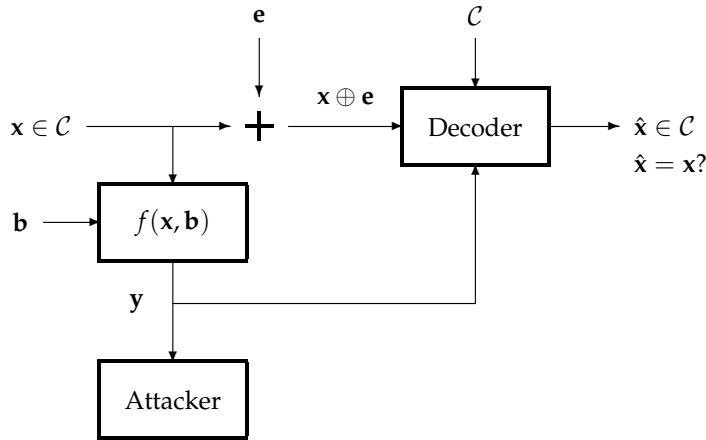 e
C
x ∈ C
x ⊕ e
Decoder
x̂ ∈ C
x̂ = x?
b
f(x, b)
y
Attacker